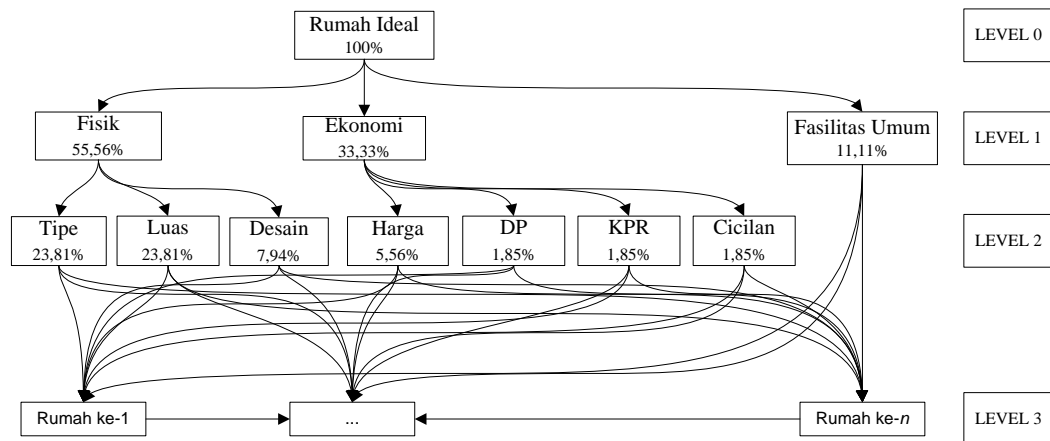 Rumah Ideal
100%
LEVEL 0
Fisik
55,56%
Ekonomi
33,33%
Fasilitas Umum
11,11%
LEVEL 1
Tipe
23,81%
Luas
23,81%
Desain
7,94%
Harga
5,56%
DP
1,85%
KPR
1,85%
Cicilan
1,85%
LEVEL 2
Rumah ke-1
...
Rumah ke-n
LEVEL 3